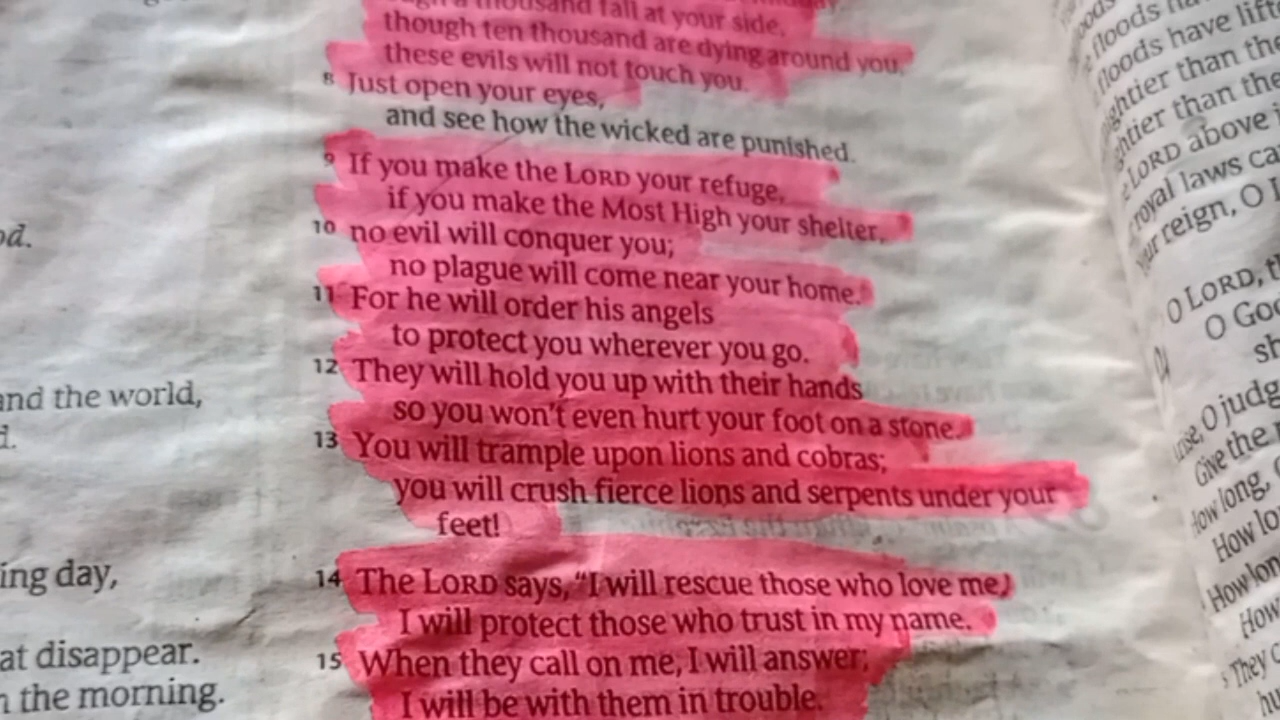 thousand fall at your side,
though ten thousand are dying around you,
these evils will not touch you.
8 Just open your eyes,
and see how the wicked are punished.
9 If you make the LORD your refuge,
if you make the Most High your shelter,
10 no evil will conquer you;
no plague will come near your home.
11 For he will order his angels
to protect you wherever you go.
12 They will hold you up with their hands
so you won't even hurt your foot on a stone.
13 You will trample upon lions and cobras;
you will crush fierce lions and serpents under your
feet!
14 The LORD says, “I will rescue those who love me.
I will protect those who trust in my name.
15 When they call on me, I will answer;
I will be with them in trouble.
and the world,
ing day,
at disappear.
the morning.
floods
floods have
than the
than the
LORD above
royal laws
reign, O
O LORD,
O
O judg
Give the
How long,
How
How lon
How
They